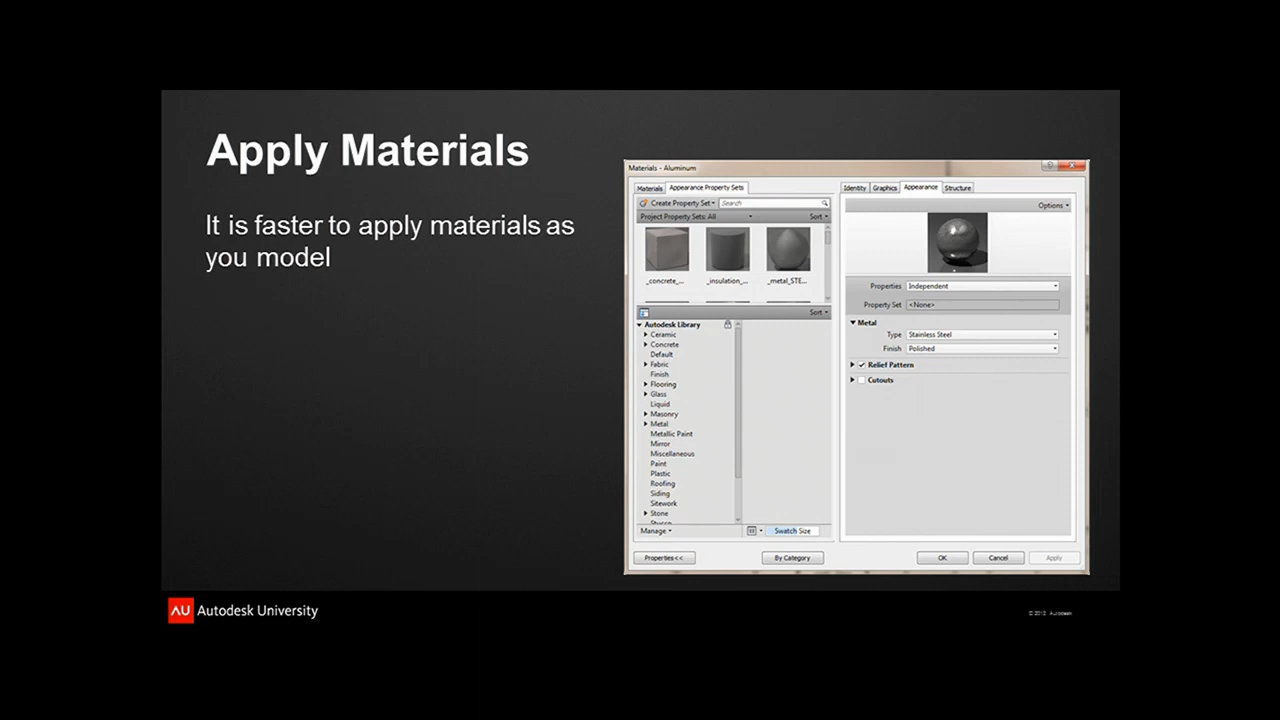 Apply Materials
It is faster to apply materials as
you model
Materials - Aluminum
Materials
Appearance Property Sets
Create Property Set
Search
Project Property Sets: All
Sort
_concrete_...
_insulation_...
_metal_STE...
Sort
Autodesk Library
Ceramic
Concrete
Default
Fabric
Finish
Flooring
Glass
Liquid
Masonry
Metal
Metallic Paint
Mirror
Miscellaneous
Paint
Plastic
Roofing
Siding
Sitework
Stone
Stucco
Manage
Swatch Size
Properties<<
By Category
Identity
Graphics
Appearance
Structure
Options
Properties Independent
Property Set <None>
Metal
Type Stainless Steel
Finish Polished
Relief Pattern
Cutouts
OK
Cancel
Apply
AU Autodesk University
© 2012 Autodesk